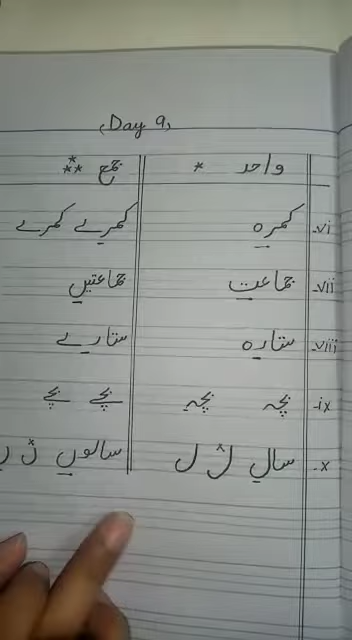 (Day 9)
واحد * جمع ***
vi- کمرہ کمرے کمرے
vii- جماعت جماعتیں
viii- ستارہ ستارے
ix- بچہ بچہ بچے بچے
x- سال ل ل سالوں ں